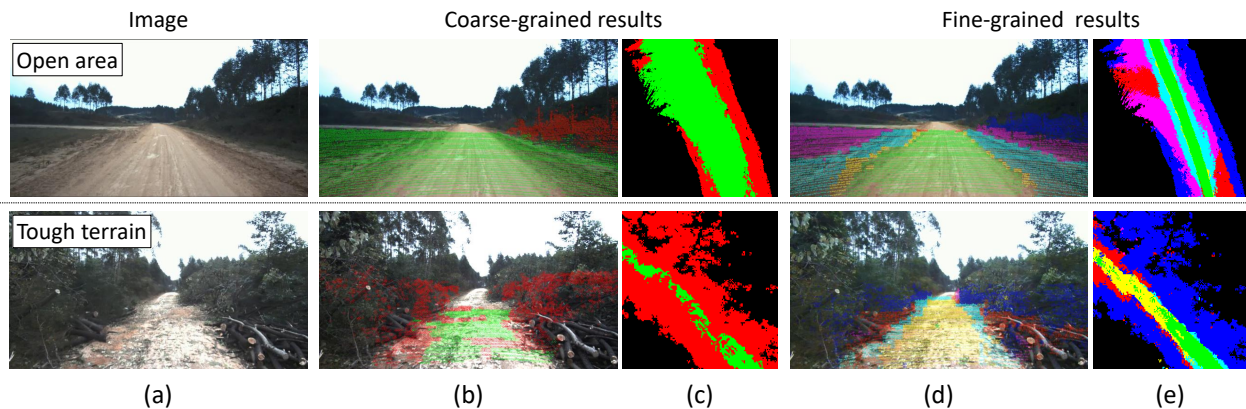 Image
Coarse-grained results
Fine-grained results
Open area
Tough terrain
(a)
(b)
(c)
(d)
(e)